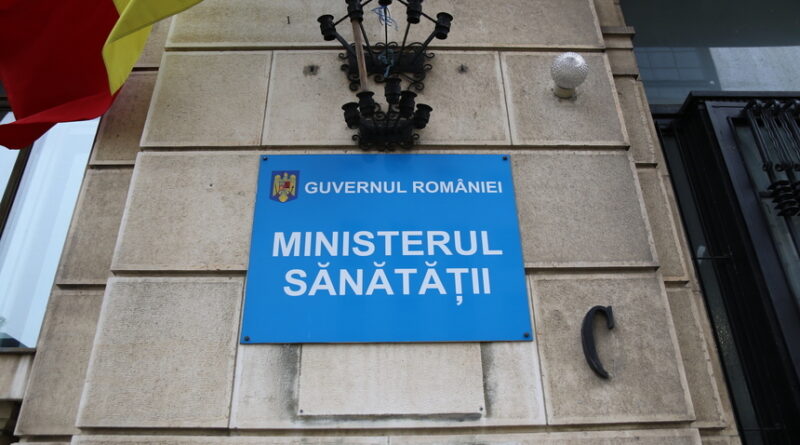 GUVERNUL ROMÂNIEI
MINISTERUL
SĂNĂTĂȚII
C